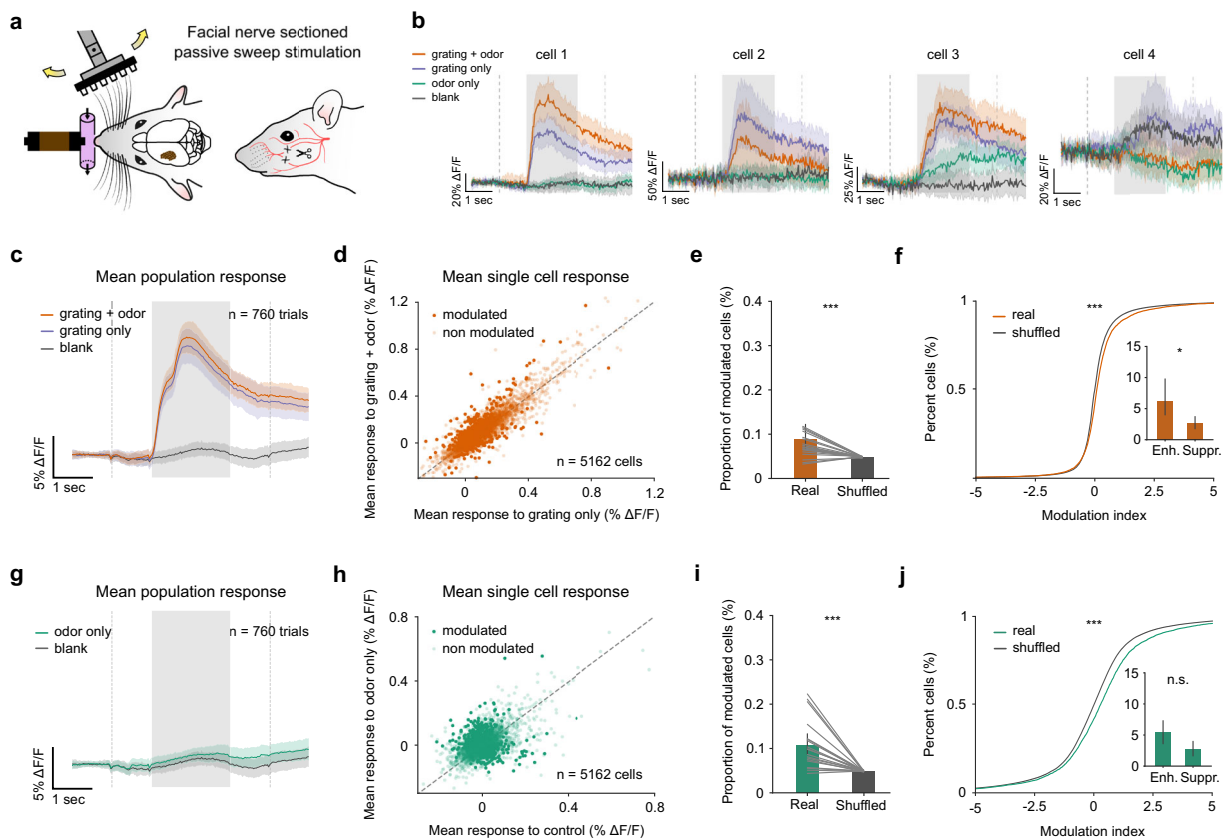 a
Facial nerve sectioned
passive sweep stimulation
b
grating + odor
grating only
odor only
blank
cell 1
cell 2
cell 3
cell 4
20% ΔF/F
1 sec
50% ΔF/F
1 sec
25% ΔF/F
1 sec
20% ΔF/F
1 sec
c
Mean population response
grating + odor
grating only
blank
n = 760 trials
5% ΔF/F
1 sec
d
Mean single cell response
Mean response to grating + odor (% ΔF/F)
modulated
non modulated
n = 5162 cells
1.2
0.8
0.4
0
0
0.4
0.8
1.2
Mean response to grating only (% ΔF/F)
e
Proportion of modulated cells (%)
***
0.4
0.3
0.2
0.1
0
Real
Shuffled
f
Percent cells (%)
***
real
shuffled
1
0.5
0
-5
-2.5
0
2.5
5
Modulation index
*
15
10
5
0
Enh.
Suppr.
g
Mean population response
odor only
blank
n = 760 trials
5% ΔF/F
1 sec
h
Mean single cell response
Mean response to odor only (% ΔF/F)
modulated
non modulated
n = 5162 cells
0.8
0.4
0
0
0.4
0.8
Mean response to control (% ΔF/F)
i
Proportion of modulated cells (%)
***
0.4
0.3
0.2
0.1
0
Real
Shuffled
j
Percent cells (%)
***
real
shuffled
1
0.5
0
-5
-2.5
0
2.5
5
Modulation index
n.s.
15
10
5
0
Enh.
Suppr.